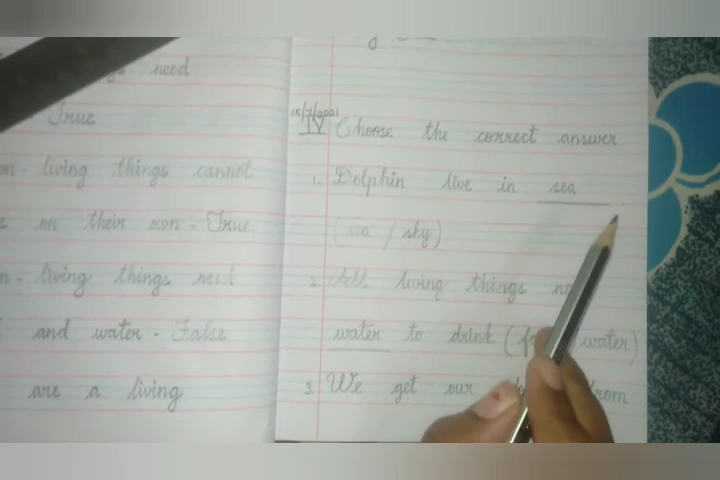 need
True
living things cannot
on their own - True
living things need
and water - False
are a living
15/7/2021
IV Choose the correct answer
1. Dolphin live in sea
(sea / sky)
2. All living things
water to drink ( water)
3. We get our from